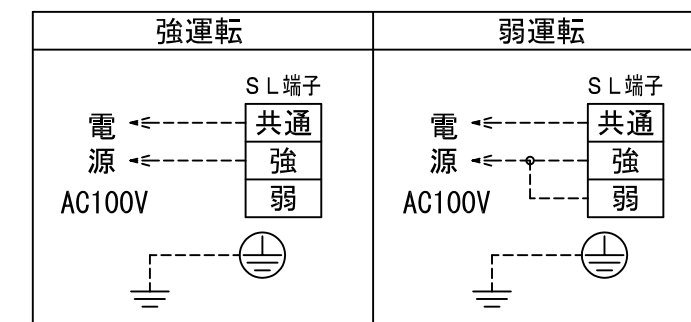 強運転
弱運転
SL端子
電
源
AC100V
共通
強
弱
SL端子
電
源
AC100V
共通
強
弱